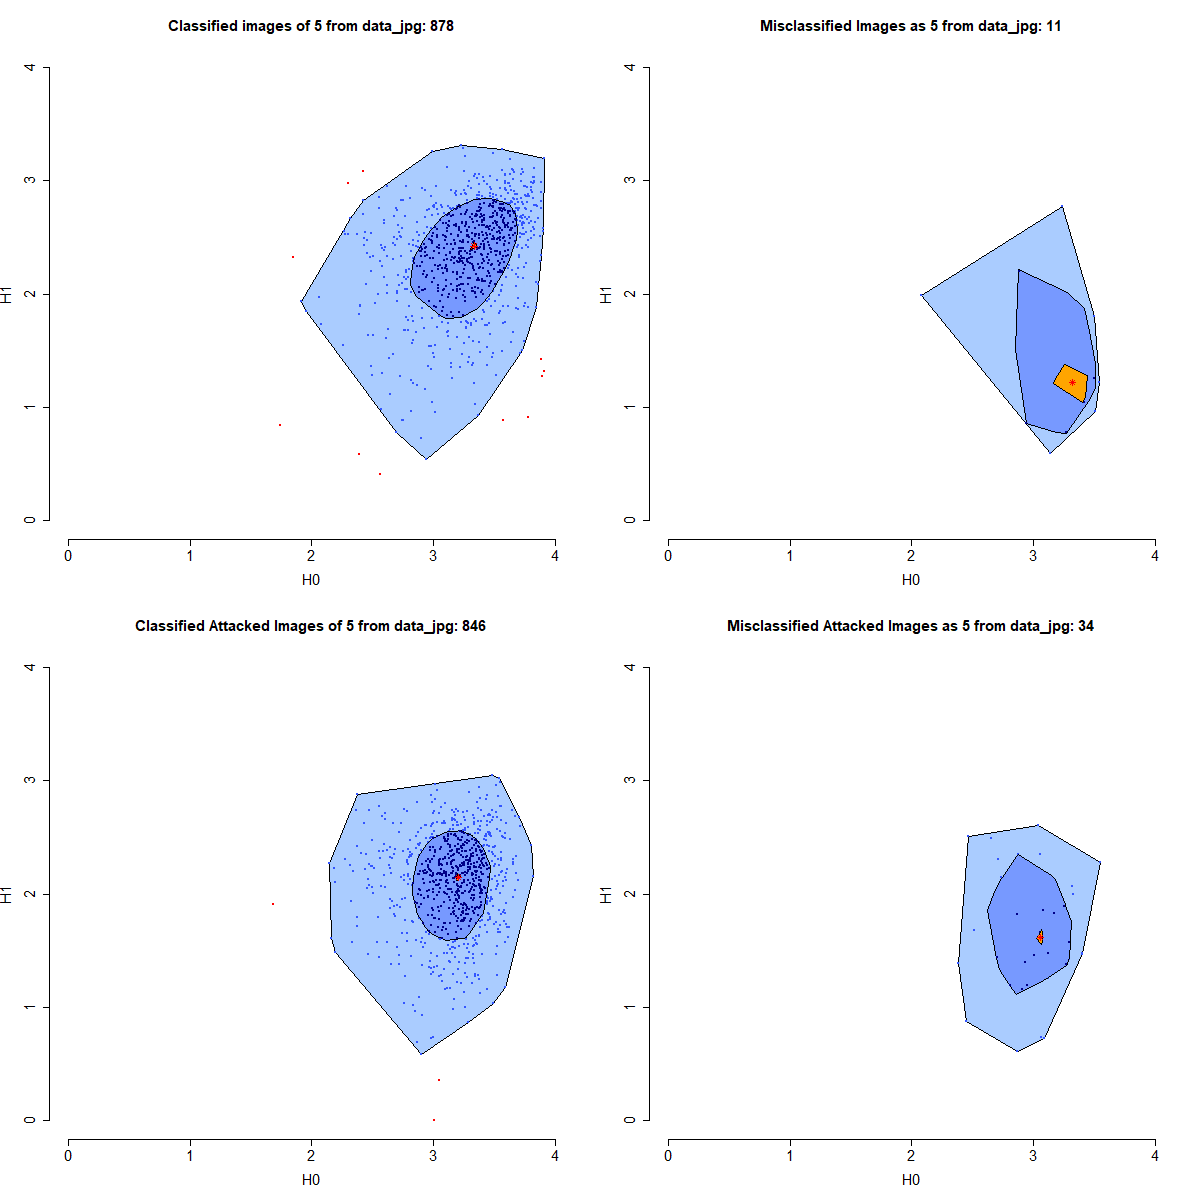 Classified images of 5 from data_jpg: 878
4
3
2
1
0
H1
0 1 2 3 4
H0
Misclassified Images as 5 from data_jpg: 11
4
3
2
1
0
H1
0 1 2 3 4
H0
Classified Attacked Images of 5 from data_jpg: 846
4
3
2
1
0
H1
0 1 2 3 4
H0
Misclassified Attacked Images as 5 from data_jpg: 34
4
3
2
1
0
H1
0 1 2 3 4
H0